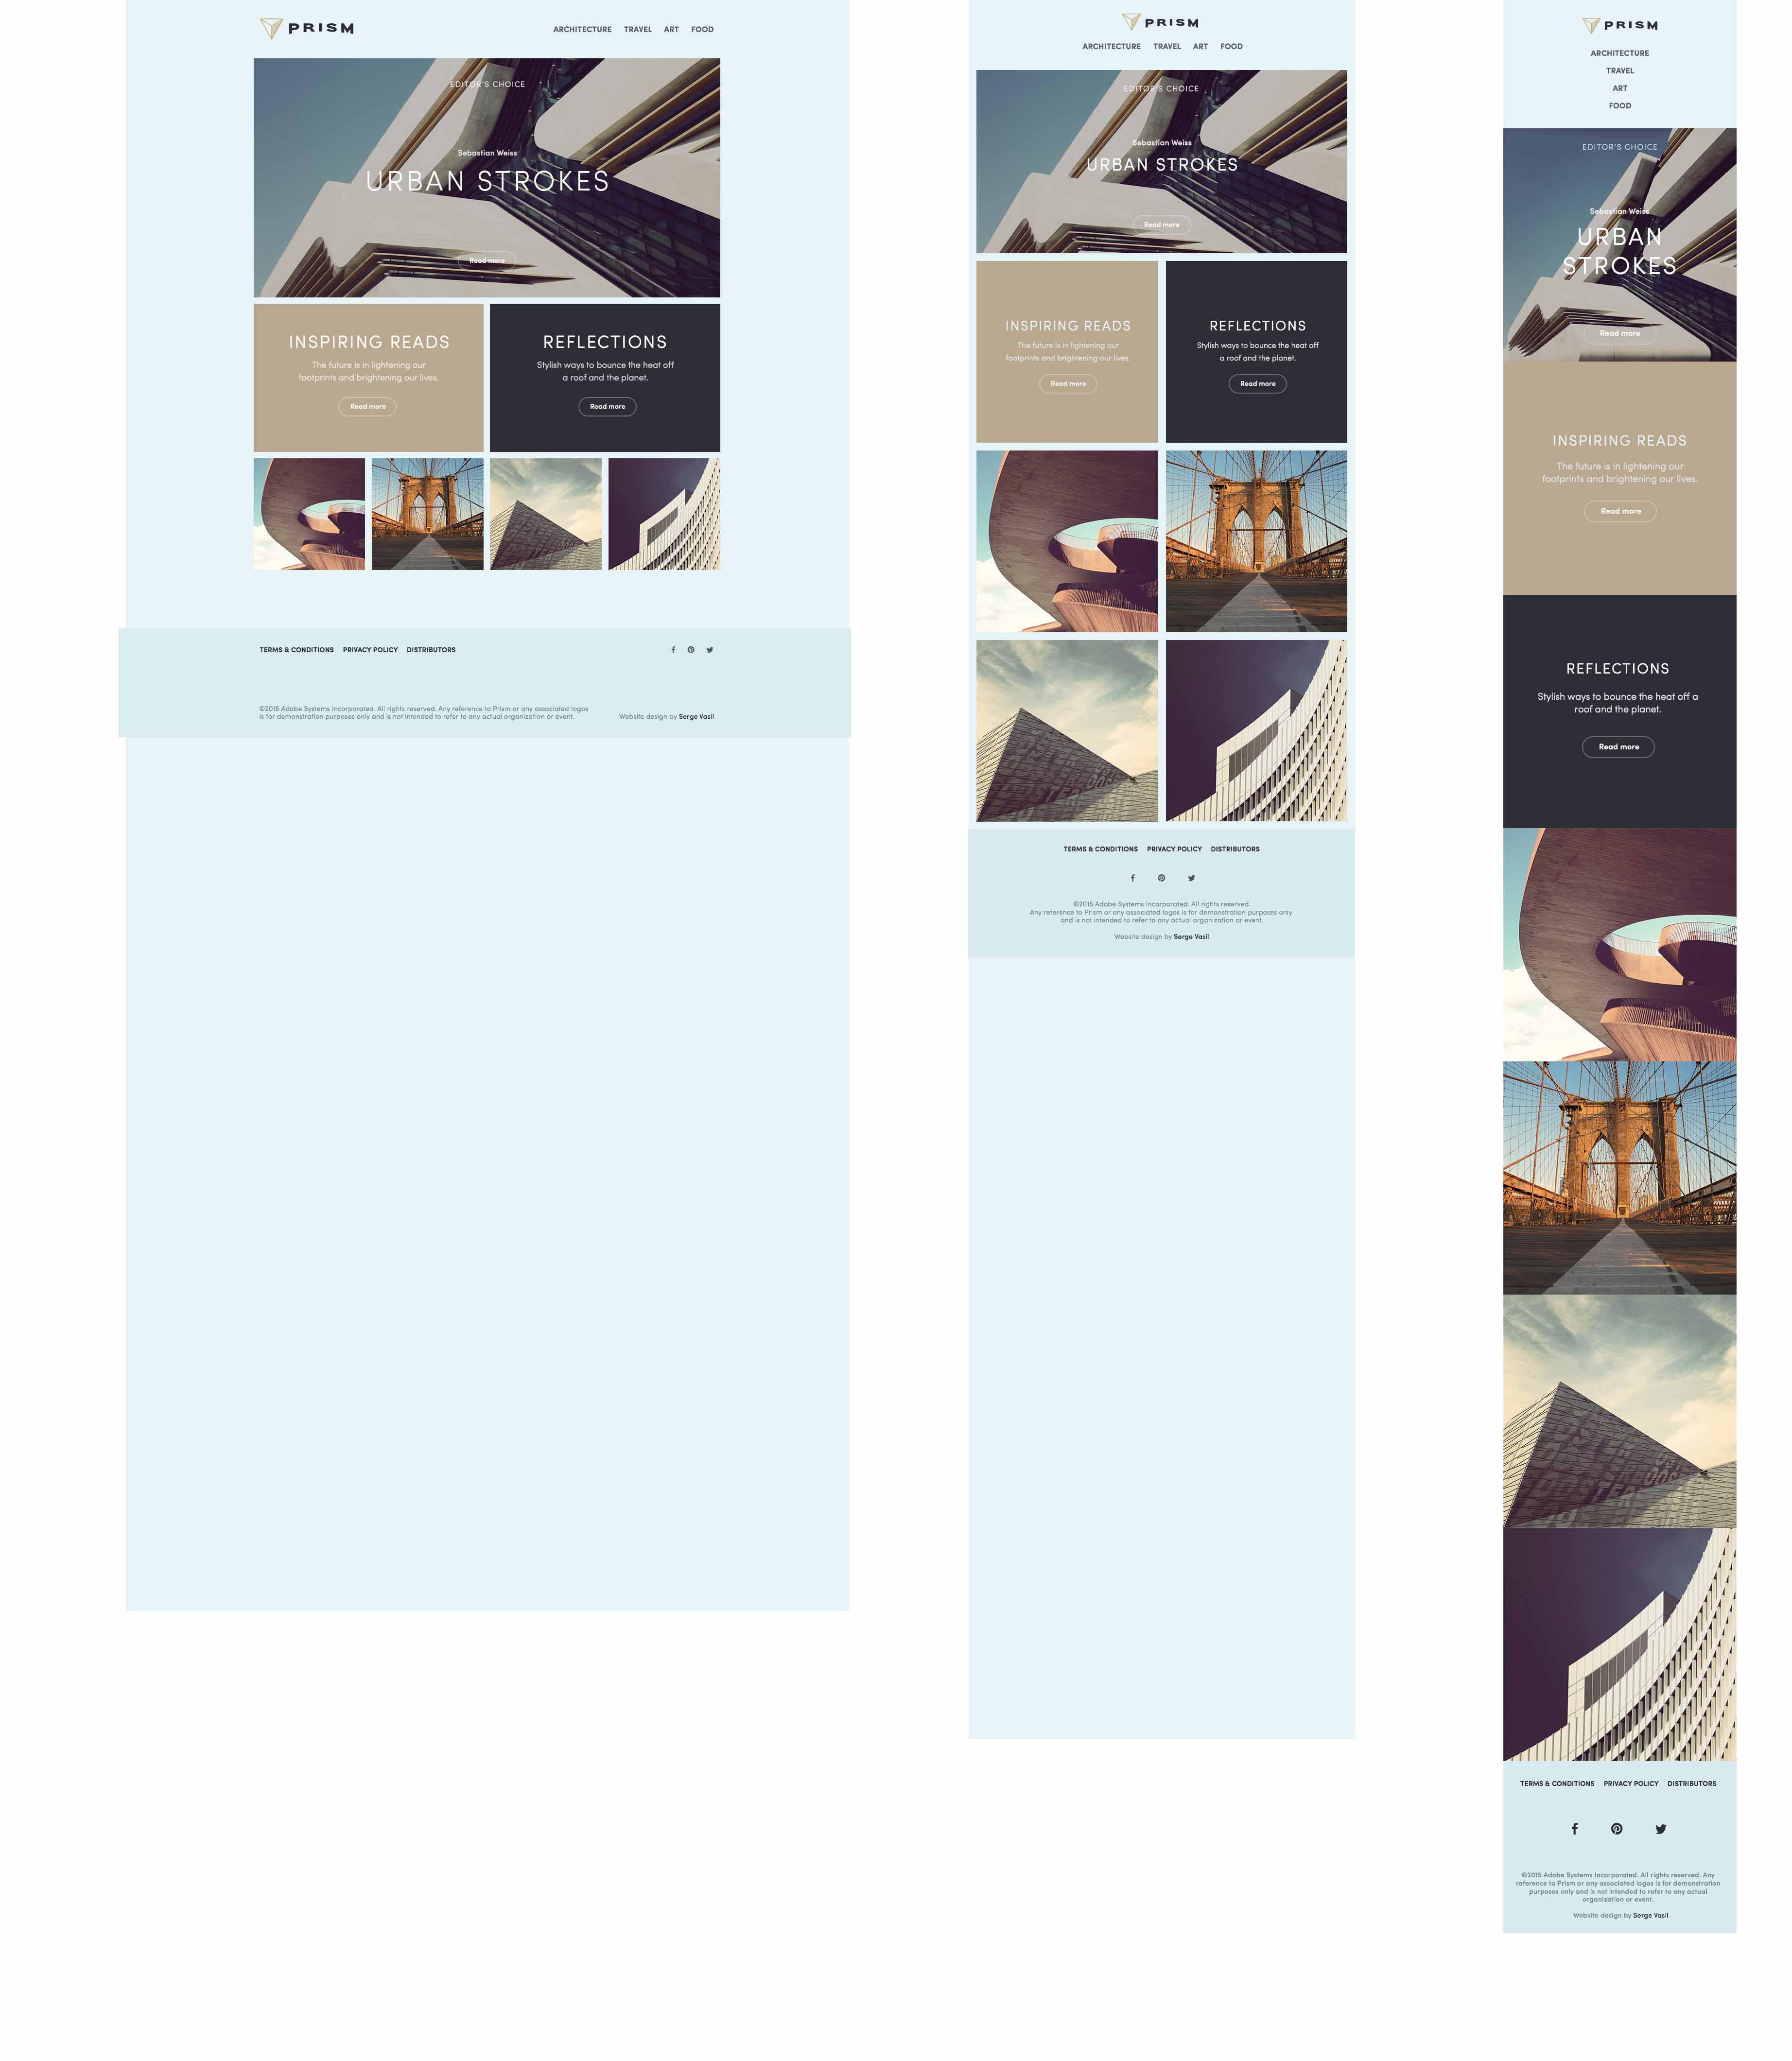 PRISM
ARCHITECTURE TRAVEL ART FOOD
EDITOR'S CHOICE
Sebastian Weiss
URBAN STROKES
Read more
INSPIRING READS
The future is in lightening our
footprints and brightening our lives.
Read more
REFLECTIONS
Stylish ways to bounce the heat off
a roof and the planet.
Read more
TERMS & CONDITIONS PRIVACY POLICY DISTRIBUTORS
©2015 Adobe Systems Incorporated. All rights reserved. Any reference to Prism or any associated logos
is for demonstration purposes only and is not intended to refer to any actual organization or event.
Website design by Serge Vasil
PRISM
ARCHITECTURE TRAVEL ART FOOD
EDITOR'S CHOICE
Sebastian Weiss
URBAN STROKES
Read more
INSPIRING READS
The future is in lightening our
footprints and brightening our lives.
Read more
REFLECTIONS
Stylish ways to bounce the heat off
a roof and the planet.
Read more
TERMS & CONDITIONS PRIVACY POLICY DISTRIBUTORS
©2015 Adobe Systems Incorporated. All rights reserved.
Any reference to Prism or any associated logos is for demonstration purposes only
and is not intended to refer to any actual organization or event.
Website design by Serge Vasil
PRISM
ARCHITECTURE
TRAVEL
ART
FOOD
EDITOR'S CHOICE
Sebastian Weiss
URBAN
STROKES
Read more
INSPIRING READS
The future is in lightening our
footprints and brightening our lives.
Read more
REFLECTIONS
Stylish ways to bounce the heat off a
roof and the planet.
Read more
TERMS & CONDITIONS PRIVACY POLICY DISTRIBUTORS
©2015 Adobe Systems Incorporated. All rights reserved. Any
reference to Prism or any associated logos is for demonstration
purposes only and is not intended to refer to any actual
organization or event.
Website design by Serge Vasil